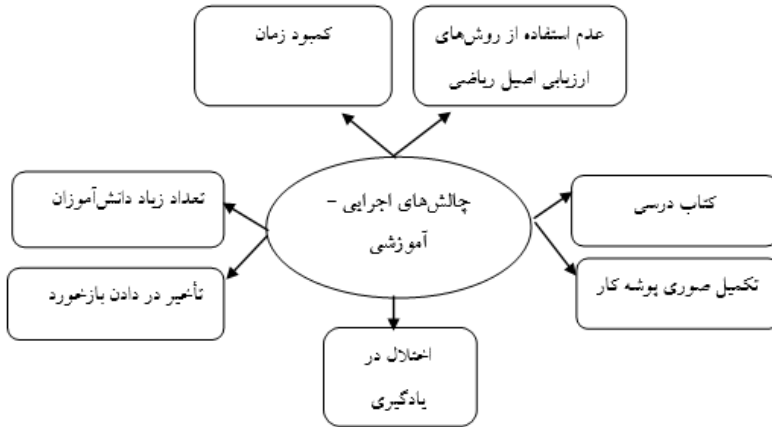 عدم استفاده از روش‌های
ارزیابی اصیل ریاضی
کمبود زمان
چالش‌های اجرایی –
آموزشی
کتاب درسی
تکمیل صوری پوشه کار
تعداد زیاد دانش‌آموزان
تأخیر در دادن بازخورد
اختلال در
یادگیری